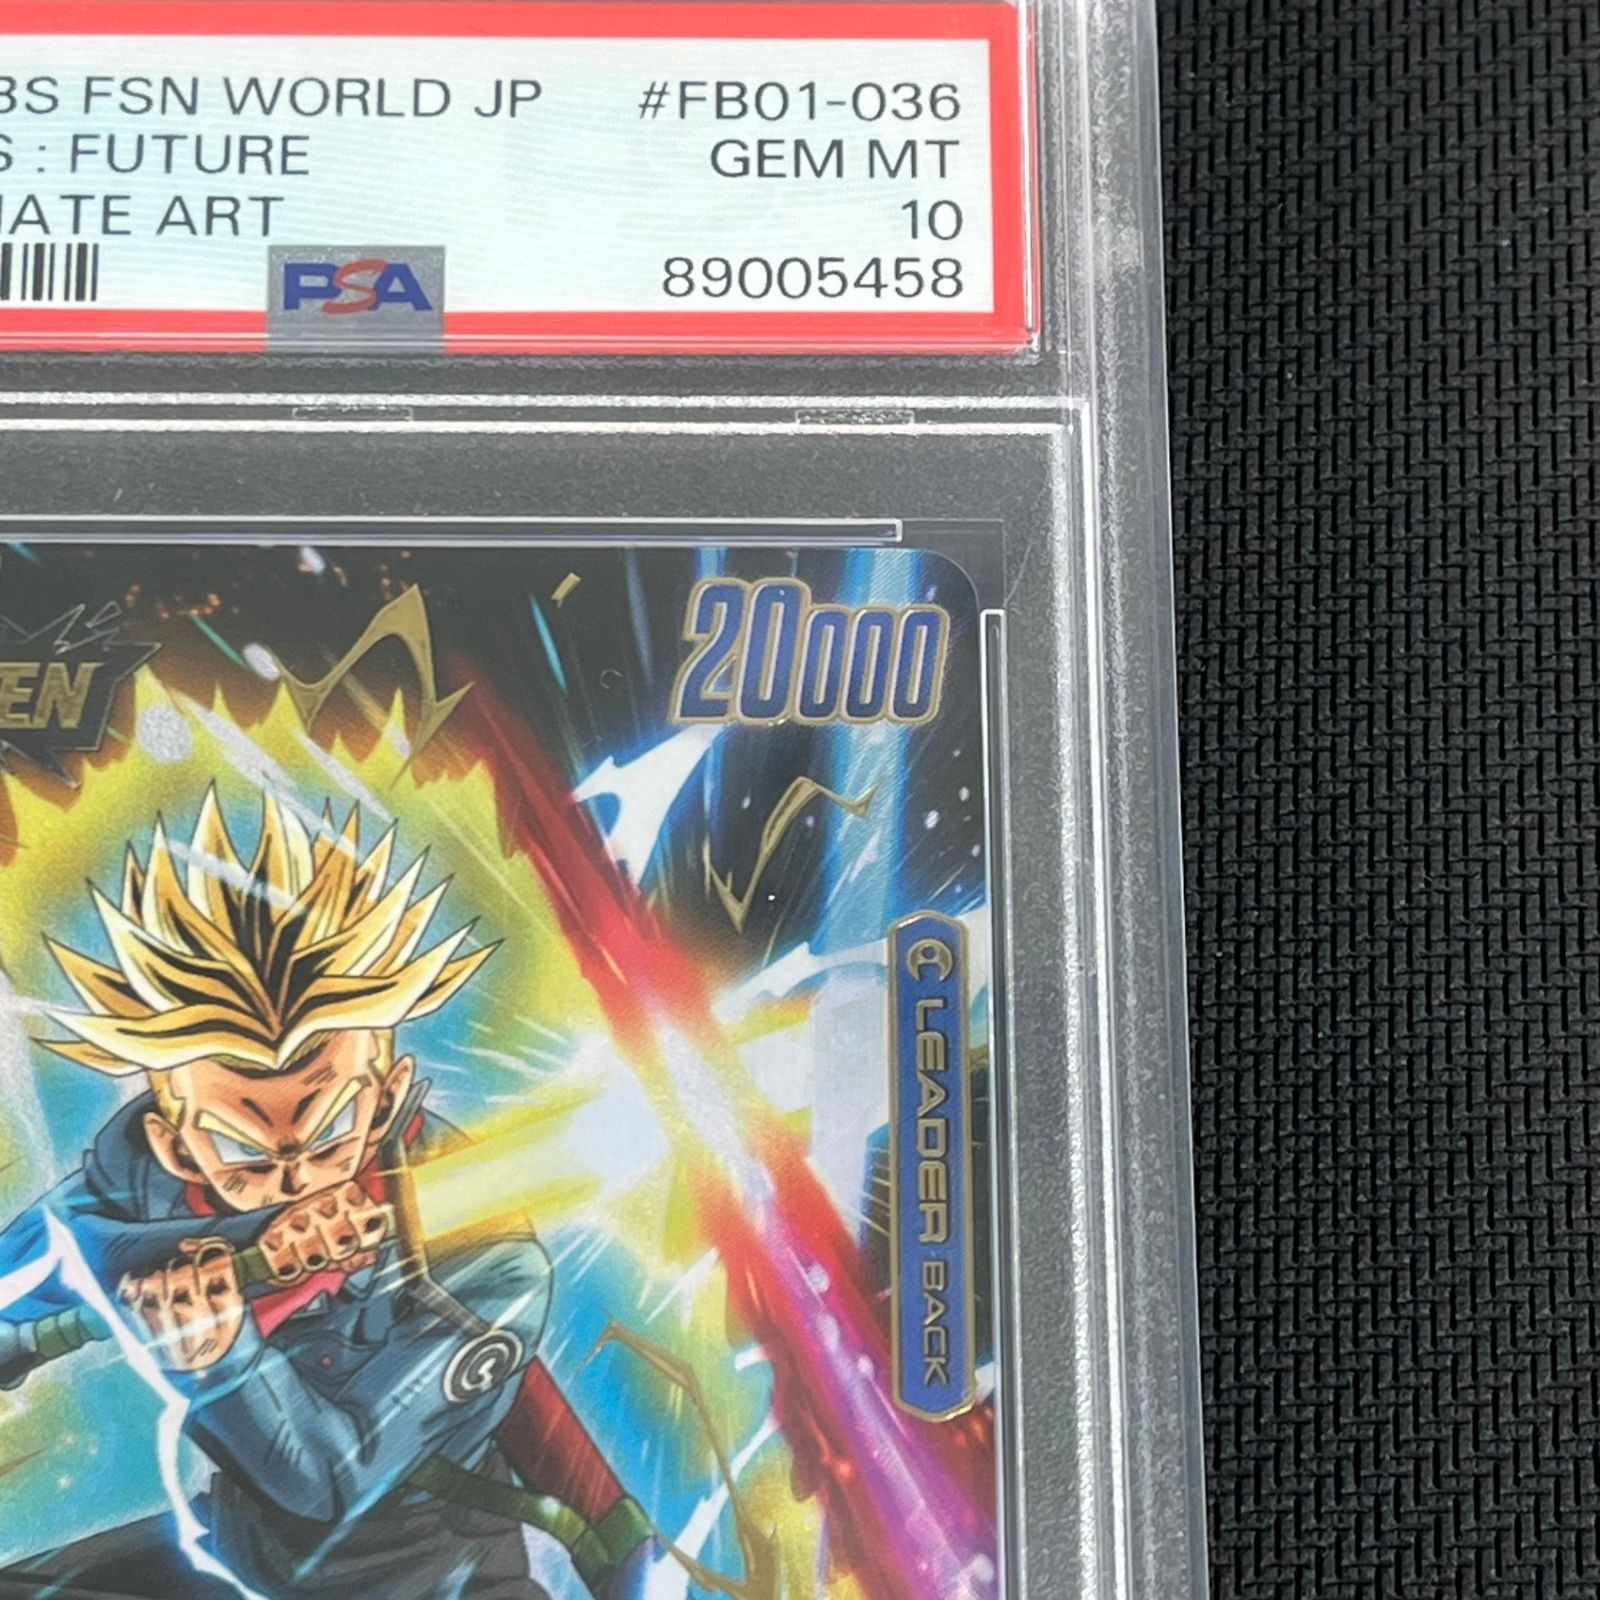 BS FSN WORLD JP #FB01-036
S : FUTURE GEM MT
NATE ART 10
PSA 89005458
20000
EN
LEADER BACK